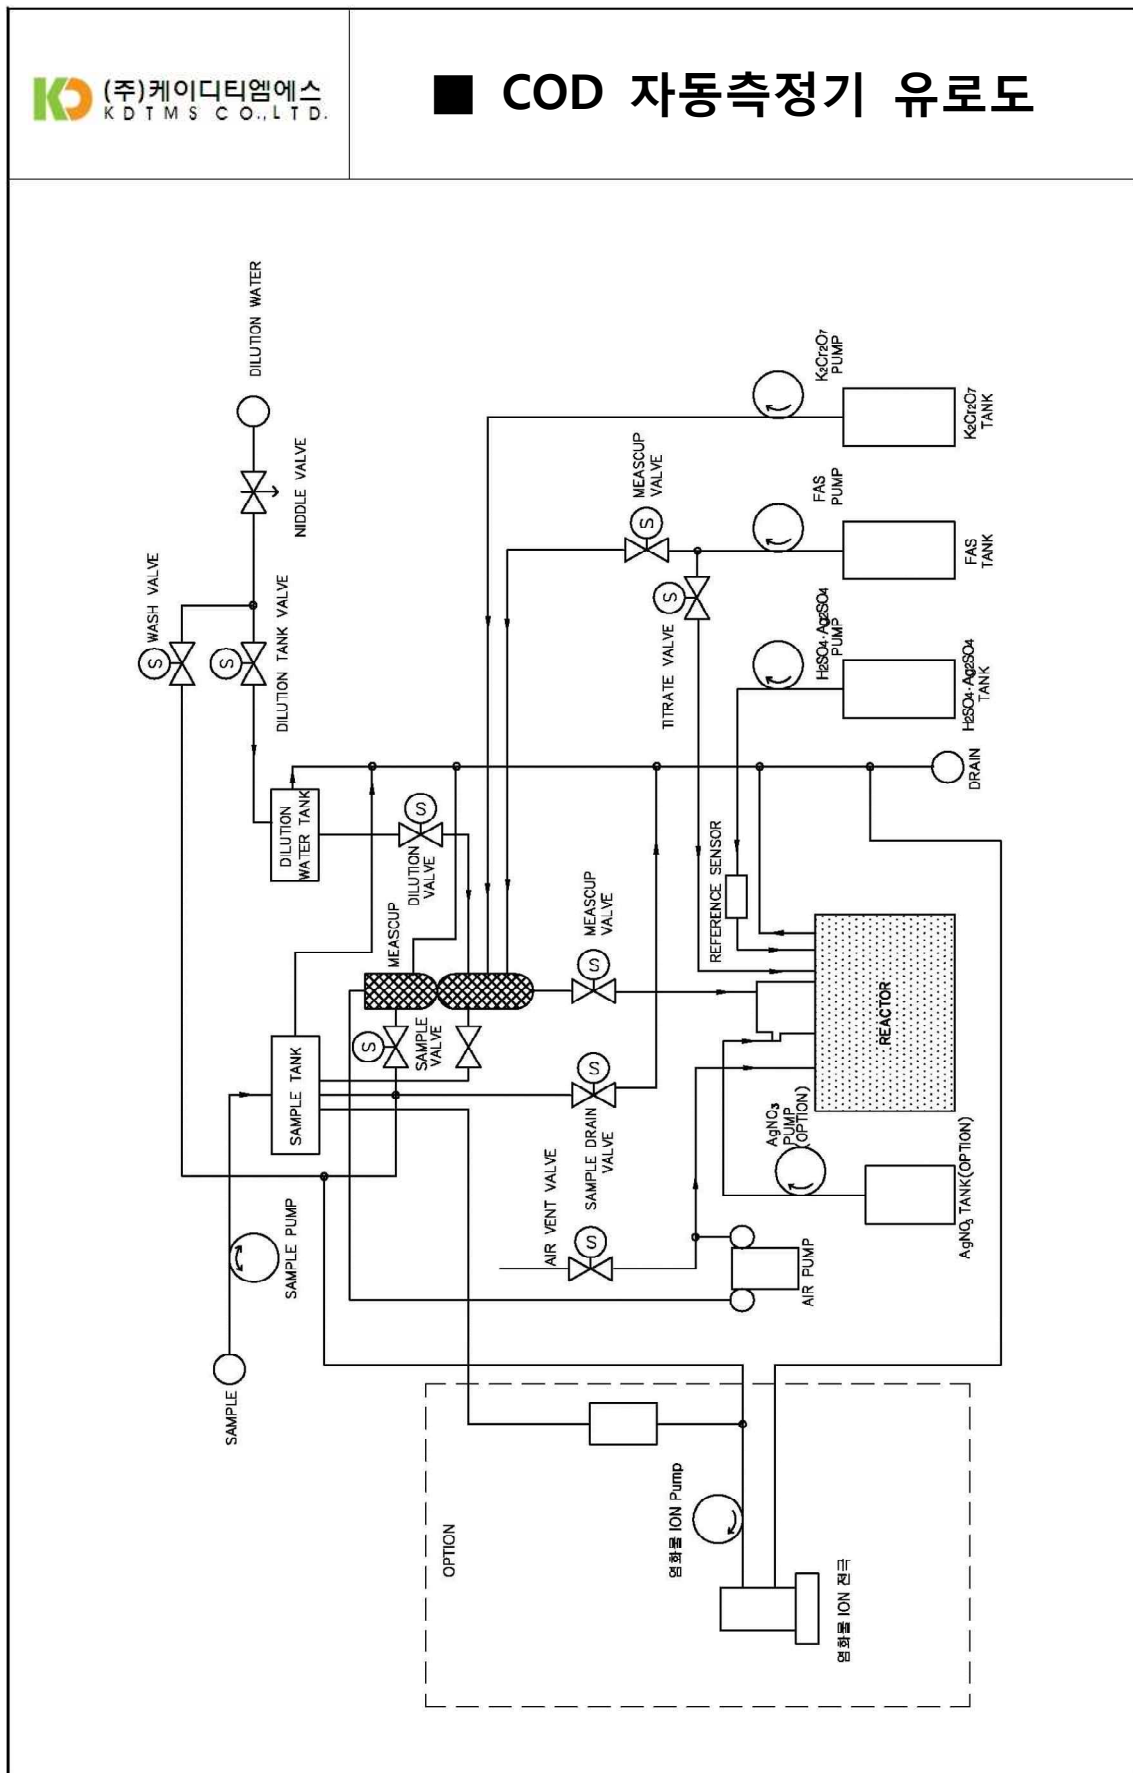 (주)케이디티엠에스
KDTMS CO.,LTD.
■ COD 자동측정기 유로도
DILUTION WATER
NIDDLE VALVE
WASH VALVE
DILUTION TANK VALVE
K2Cr2O7
PUMP
K2Cr2O7
TANK
MEASCUP
VALVE
FAS
PUMP
FAS
TANK
TITRATE VALVE
H2SO4·Ag2SO4
PUMP
H2SO4·Ag2SO4
TANK
DRAIN
DILUTION
WATER TANK
DILUTION
VALVE
REFERENCE SENSOR
MEASCUP
MEASCUP
VALVE
SAMPLE
VALVE
SAMPLE TANK
REACTOR
SAMPLE DRAIN
VALVE
AgNO3
PUMP
(OPTION)
AgNO3 TANK(OPTION)
AIR VENT VALVE
AIR PUMP
SAMPLE PUMP
SAMPLE
OPTION
염화물 ION Pump
염화물 ION 전극
S
S
S
S
S
S
S
S
S